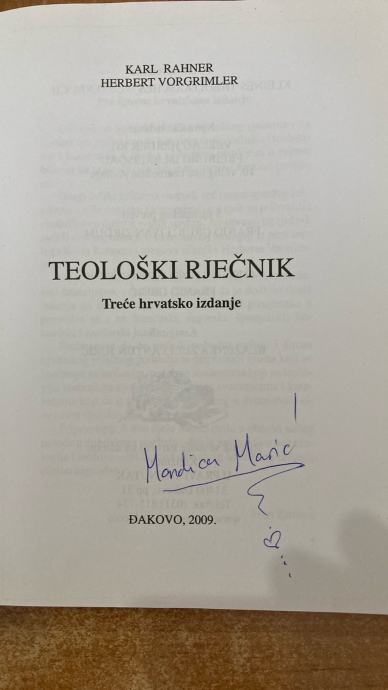 KARL RAHNER
HERBERT VORGRIMLER
TEOLOŠKI RJEČNIK
Treće hrvatsko izdanje
Mandica Marić
ĐAKOVO, 2009.